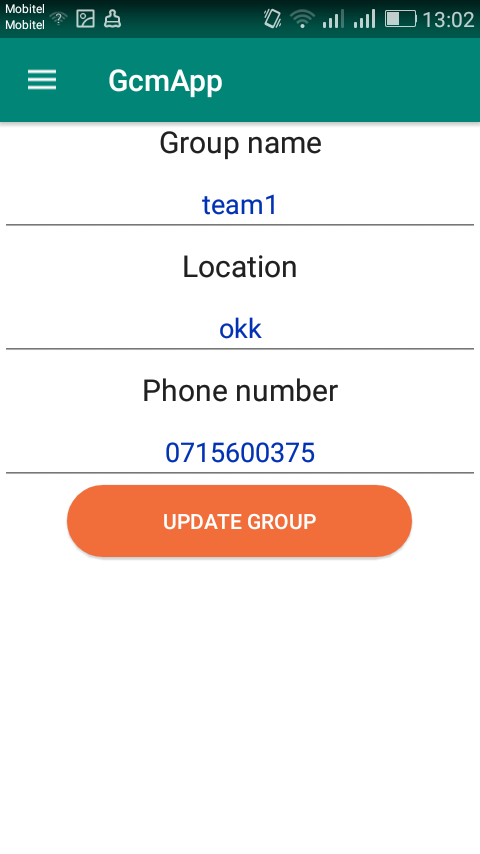 Mobitel
Mobitel
13:02
GcmApp
Group name
team1
Location
okk
Phone number
0715600375
UPDATE GROUP